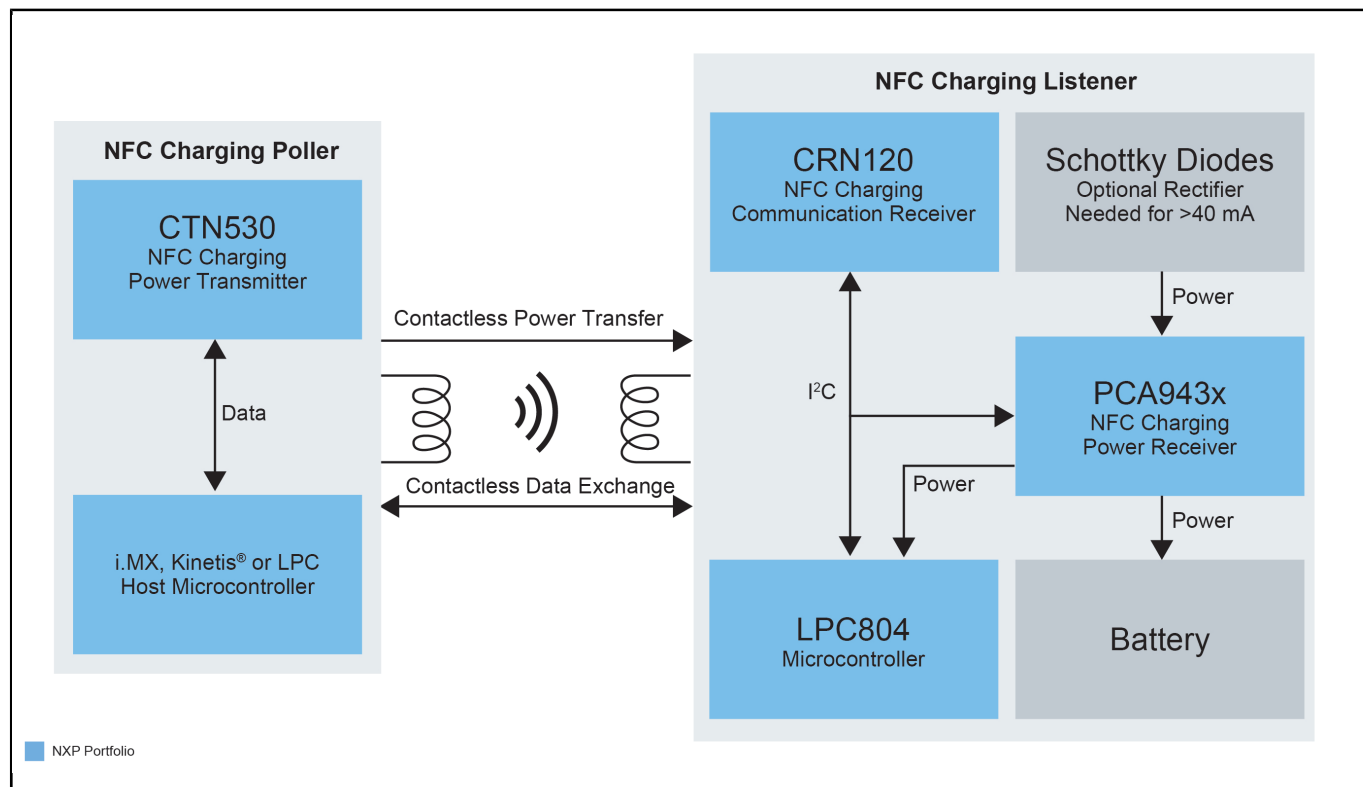 NFC Charging Poller
CTN530
NFC Charging
Power Transmitter
Data
i.MX, Kinetis® or LPC
Host Microcontroller
Contactless Power Transfer
Contactless Data Exchange
NFC Charging Listener
CRN120
NFC Charging
Communication Receiver
Schottky Diodes
Optional Rectifier
Needed for >40 mA
Power
I²C
PCA943x
NFC Charging
Power Receiver
Power
Power
LPC804
Microcontroller
Battery
NXP Portfolio